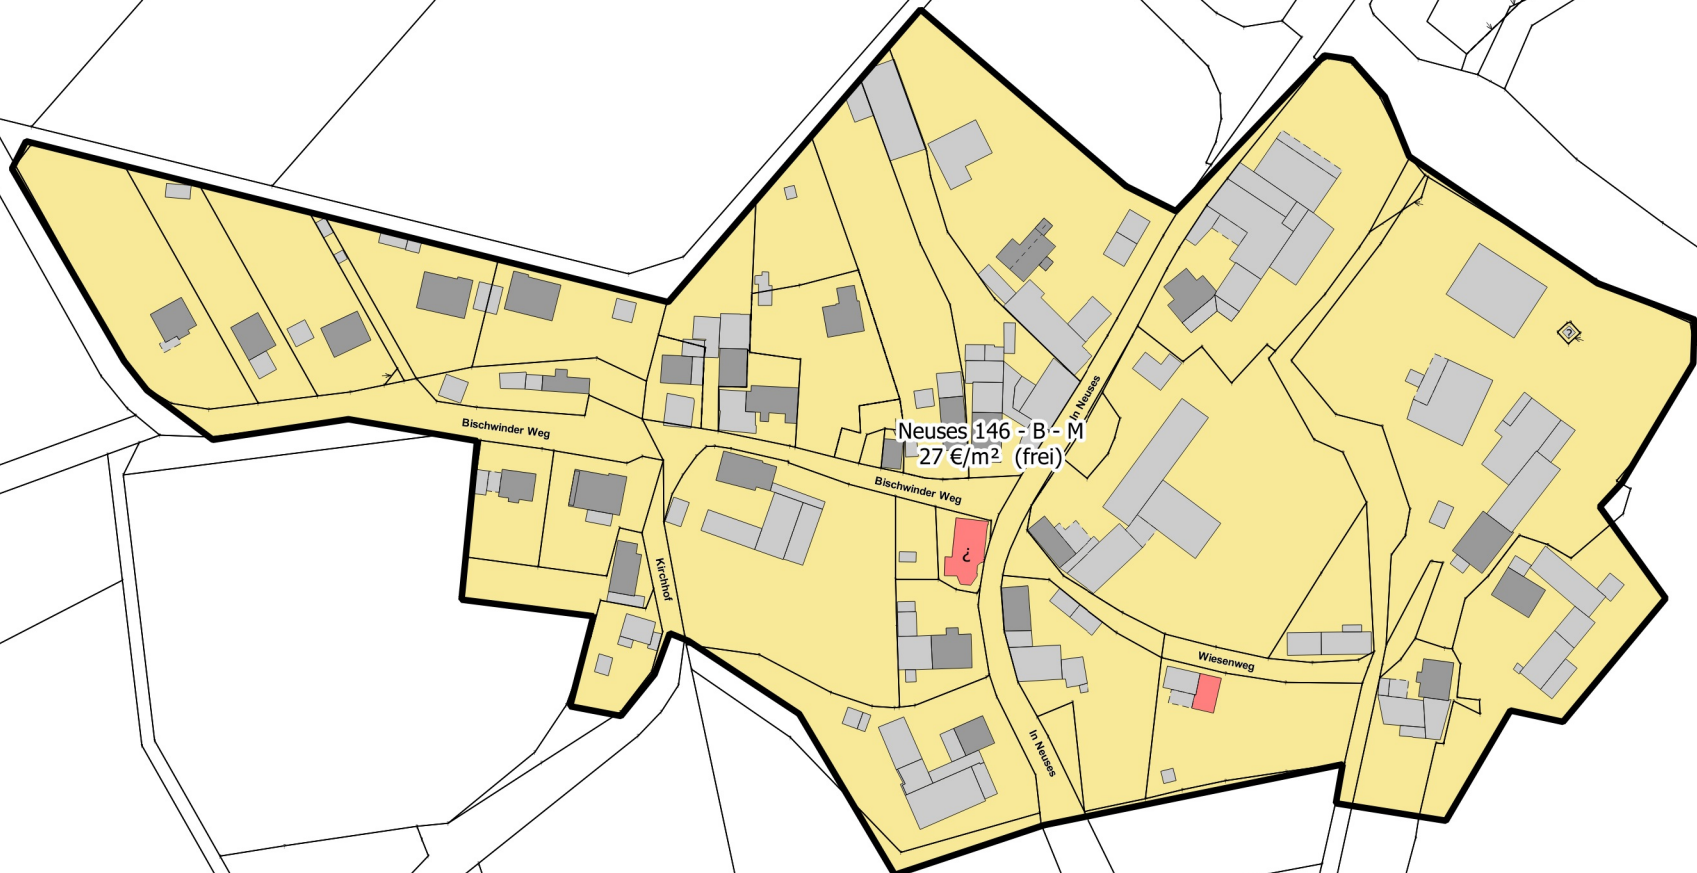 In Neuses
Bischwinder Weg
Neuses 146 - B - M
27 €/m² (frei)
Bischwinder Weg
Kirchhof
Wiesenweg
In Neuses